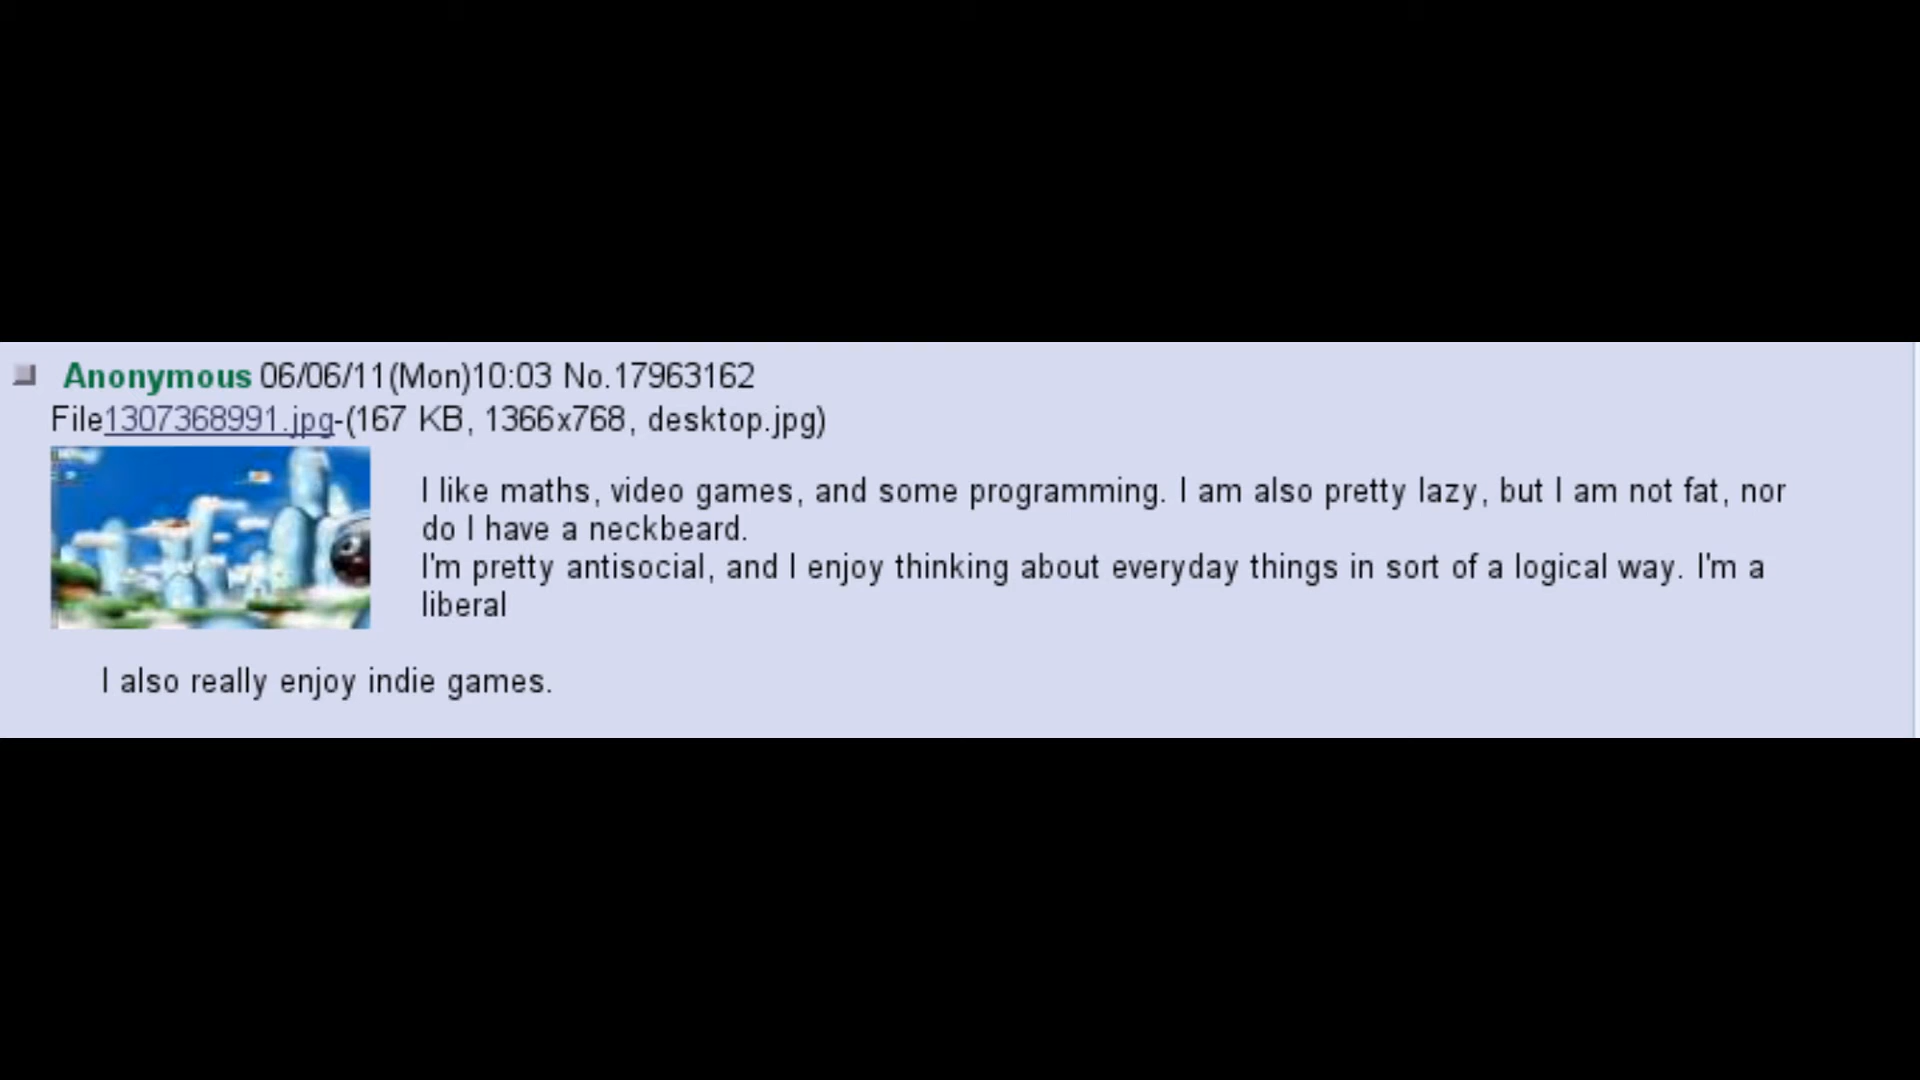 Anonymous 06/06/11(Mon)10:03 No.17963162
File1307368991.jpg-(167 KB, 1366x768, desktop.jpg)
I like maths, video games, and some programming. I am also pretty lazy, but I am not fat, nor
do I have a neckbeard.
I'm pretty antisocial, and I enjoy thinking about everyday things in sort of a logical way. I'm a
liberal
I also really enjoy indie games.